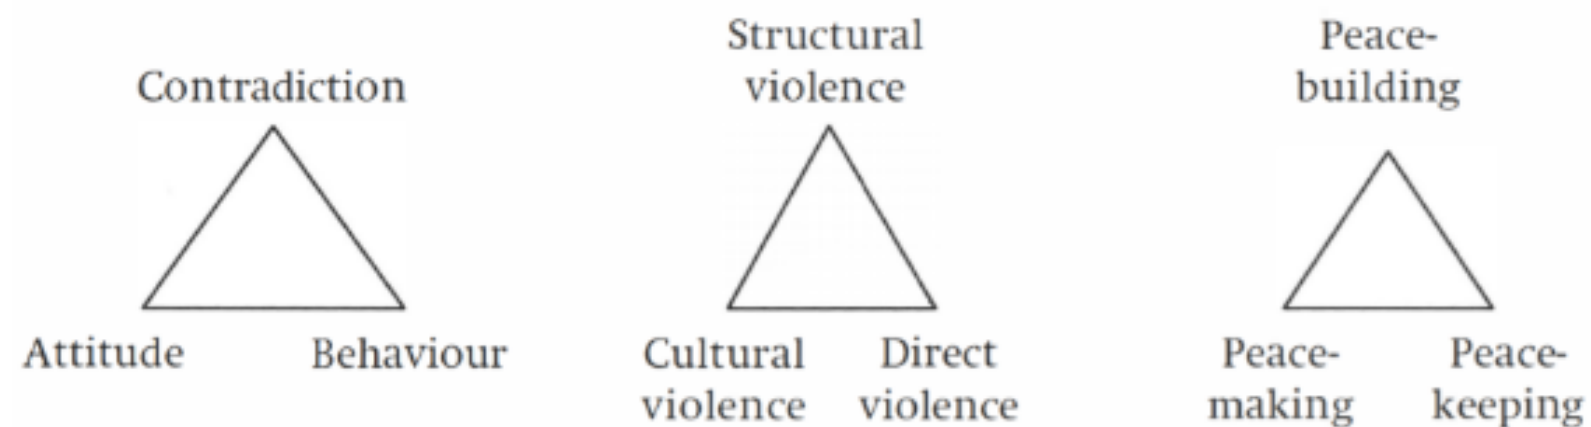 Contradiction
Attitude
Behaviour
Structural
violence
Cultural
violence
Direct
violence
Peace-
building
Peace-
making
Peace-
keeping